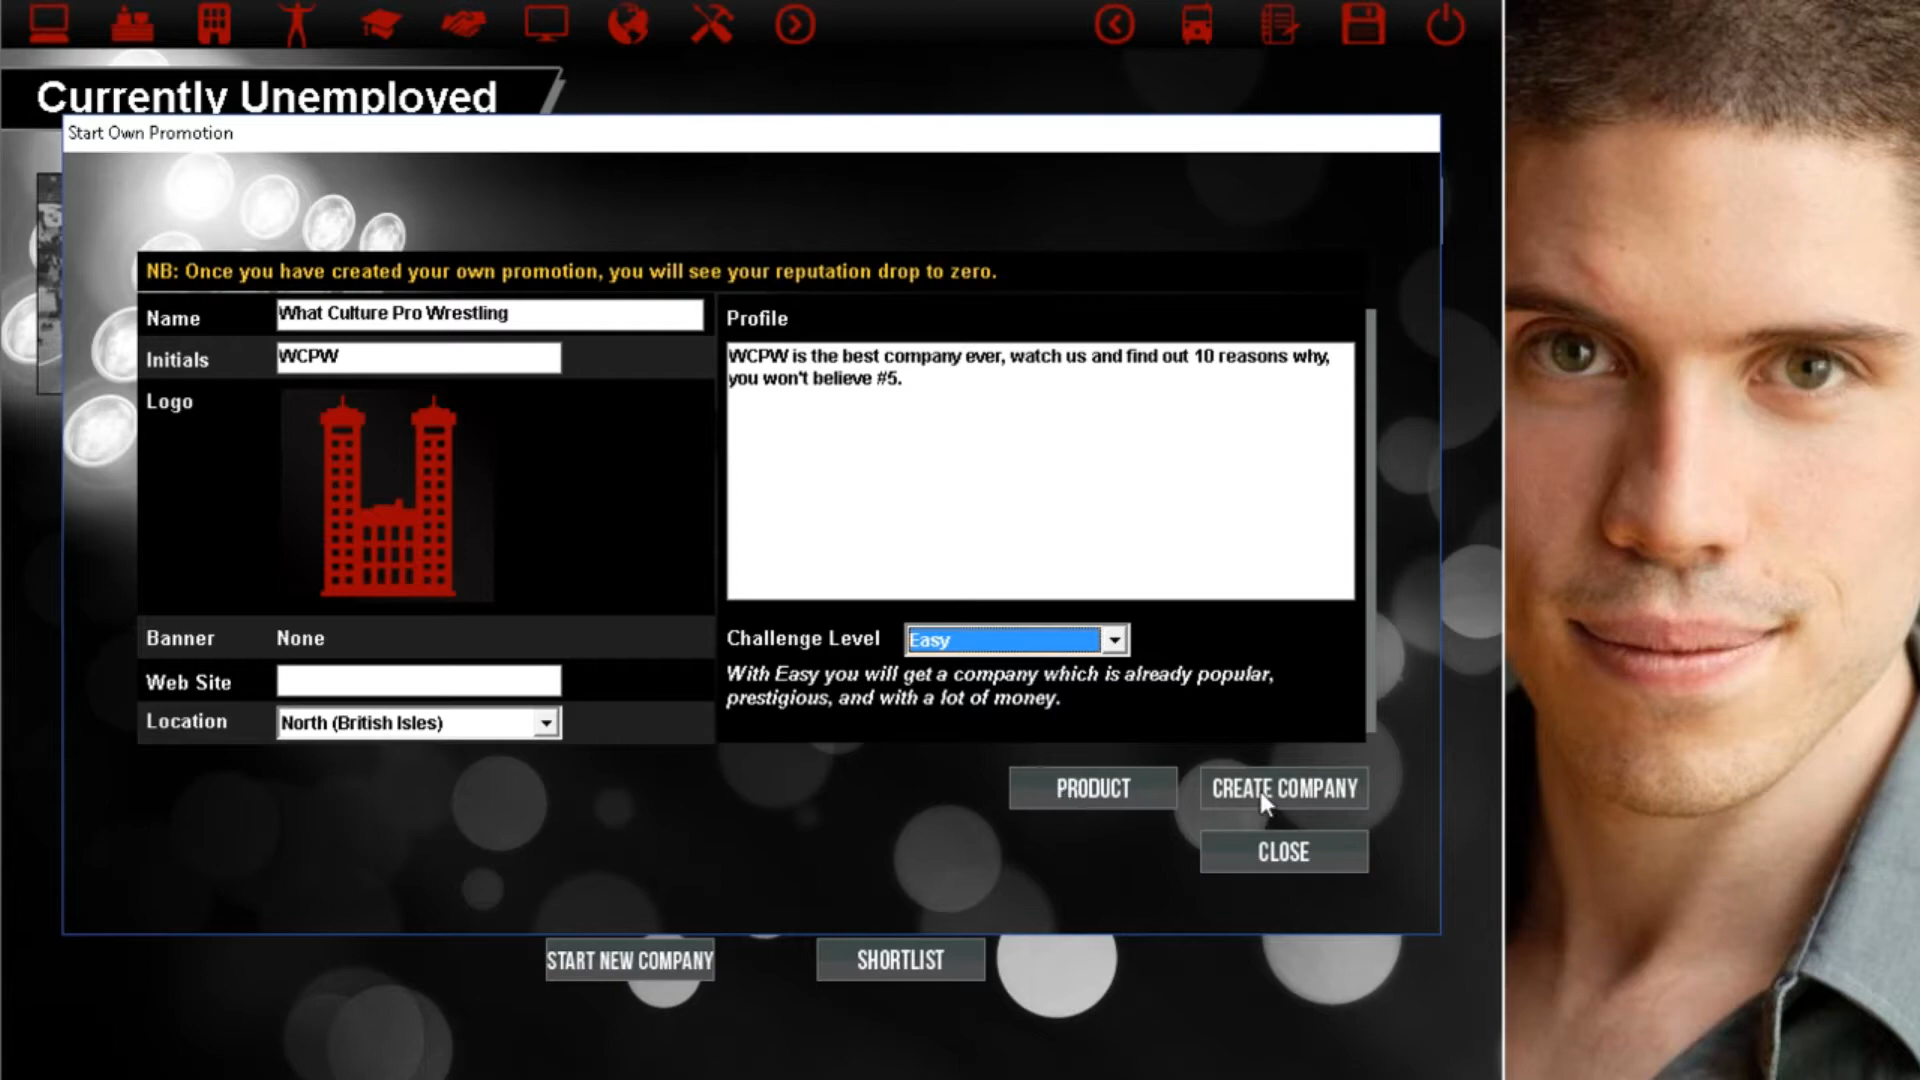 Currently Unemployed
Start Own Promotion
NB: Once you have created your own promotion, you will see your reputation drop to zero.
Name
What Culture Pro Wrestling
Initials
WCPW
Logo
Banner
None
Web Site
Location
North (British Isles)
Profile
WCPW is the best company ever, watch us and find out 10 reasons why,
you won't believe #5.
Challenge Level
Easy
With Easy you will get a company which is already popular,
prestigious, and with a lot of money.
PRODUCT
CREATE COMPANY
CLOSE
START NEW COMPANY
SHORTLIST